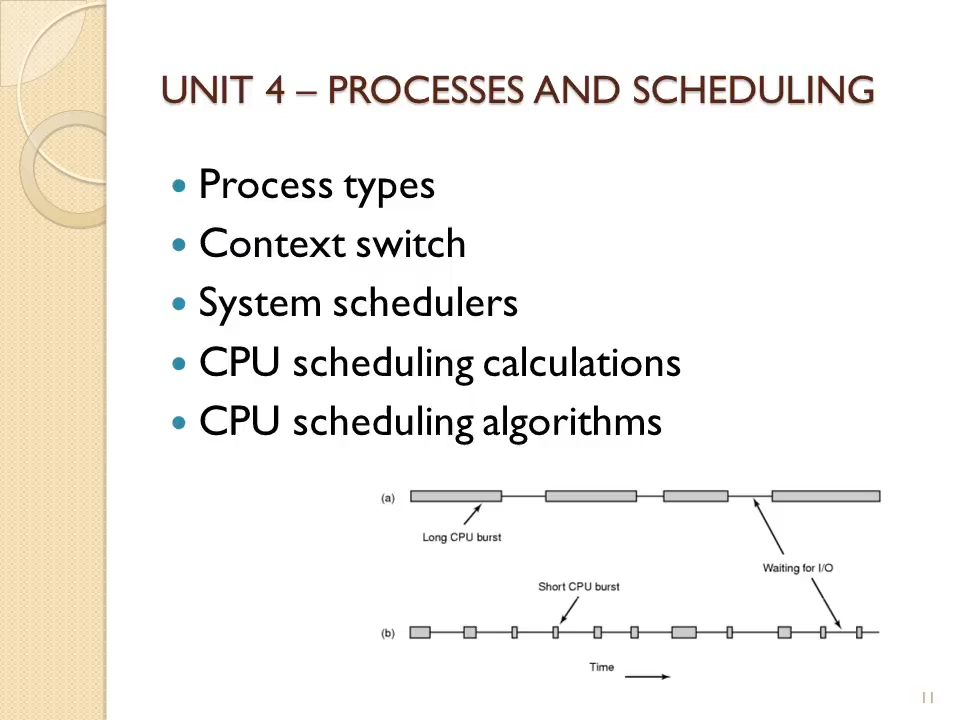 UNIT 4 – PROCESSES AND SCHEDULING
• Process types
• Context switch
• System schedulers
• CPU scheduling calculations
• CPU scheduling algorithms
(a)
Long CPU burst
Waiting for I/O
Short CPU burst
(b)
Time
11